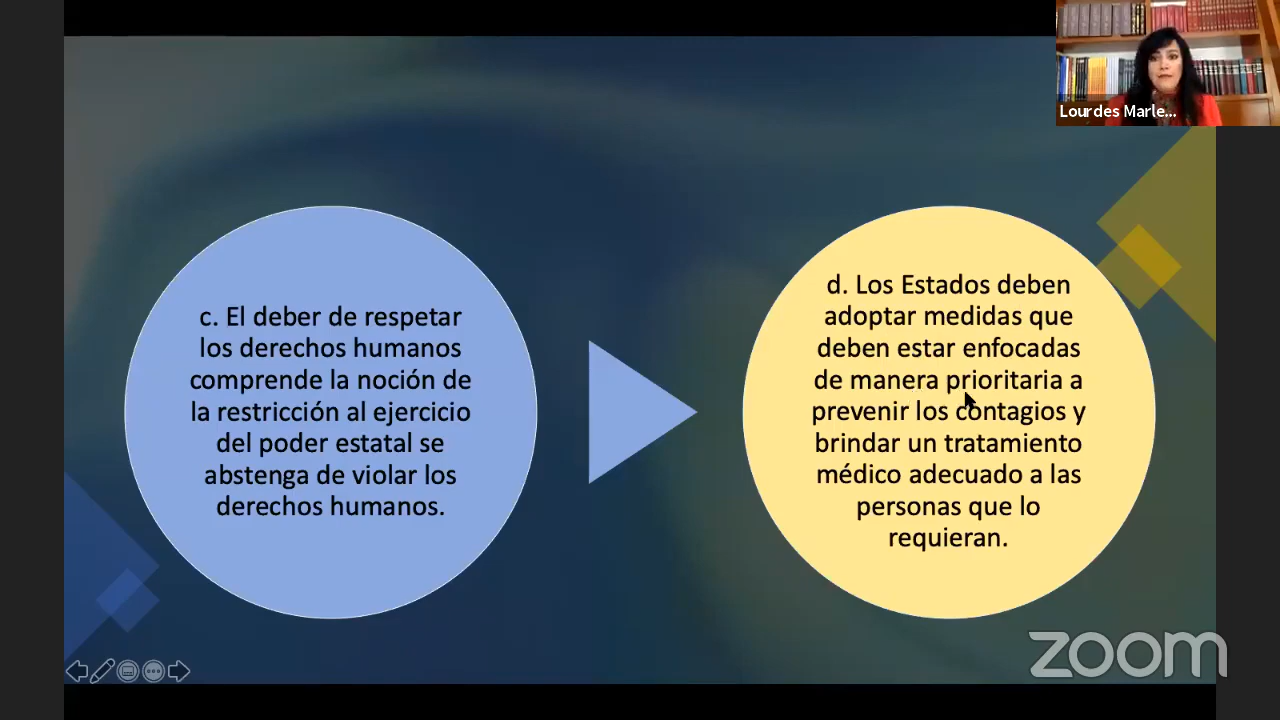 Lourdes Marle...
c. El deber de respetar
los derechos humanos
comprende la noción de
la restricción al ejercicio
del poder estatal se
abstenga de violar los
derechos humanos.
d. Los Estados deben
adoptar medidas que
deben estar enfocadas
de manera prioritaria a
prevenir los contagios y
brindar un tratamiento
médico adecuado a las
personas que lo
requieran.
zoom